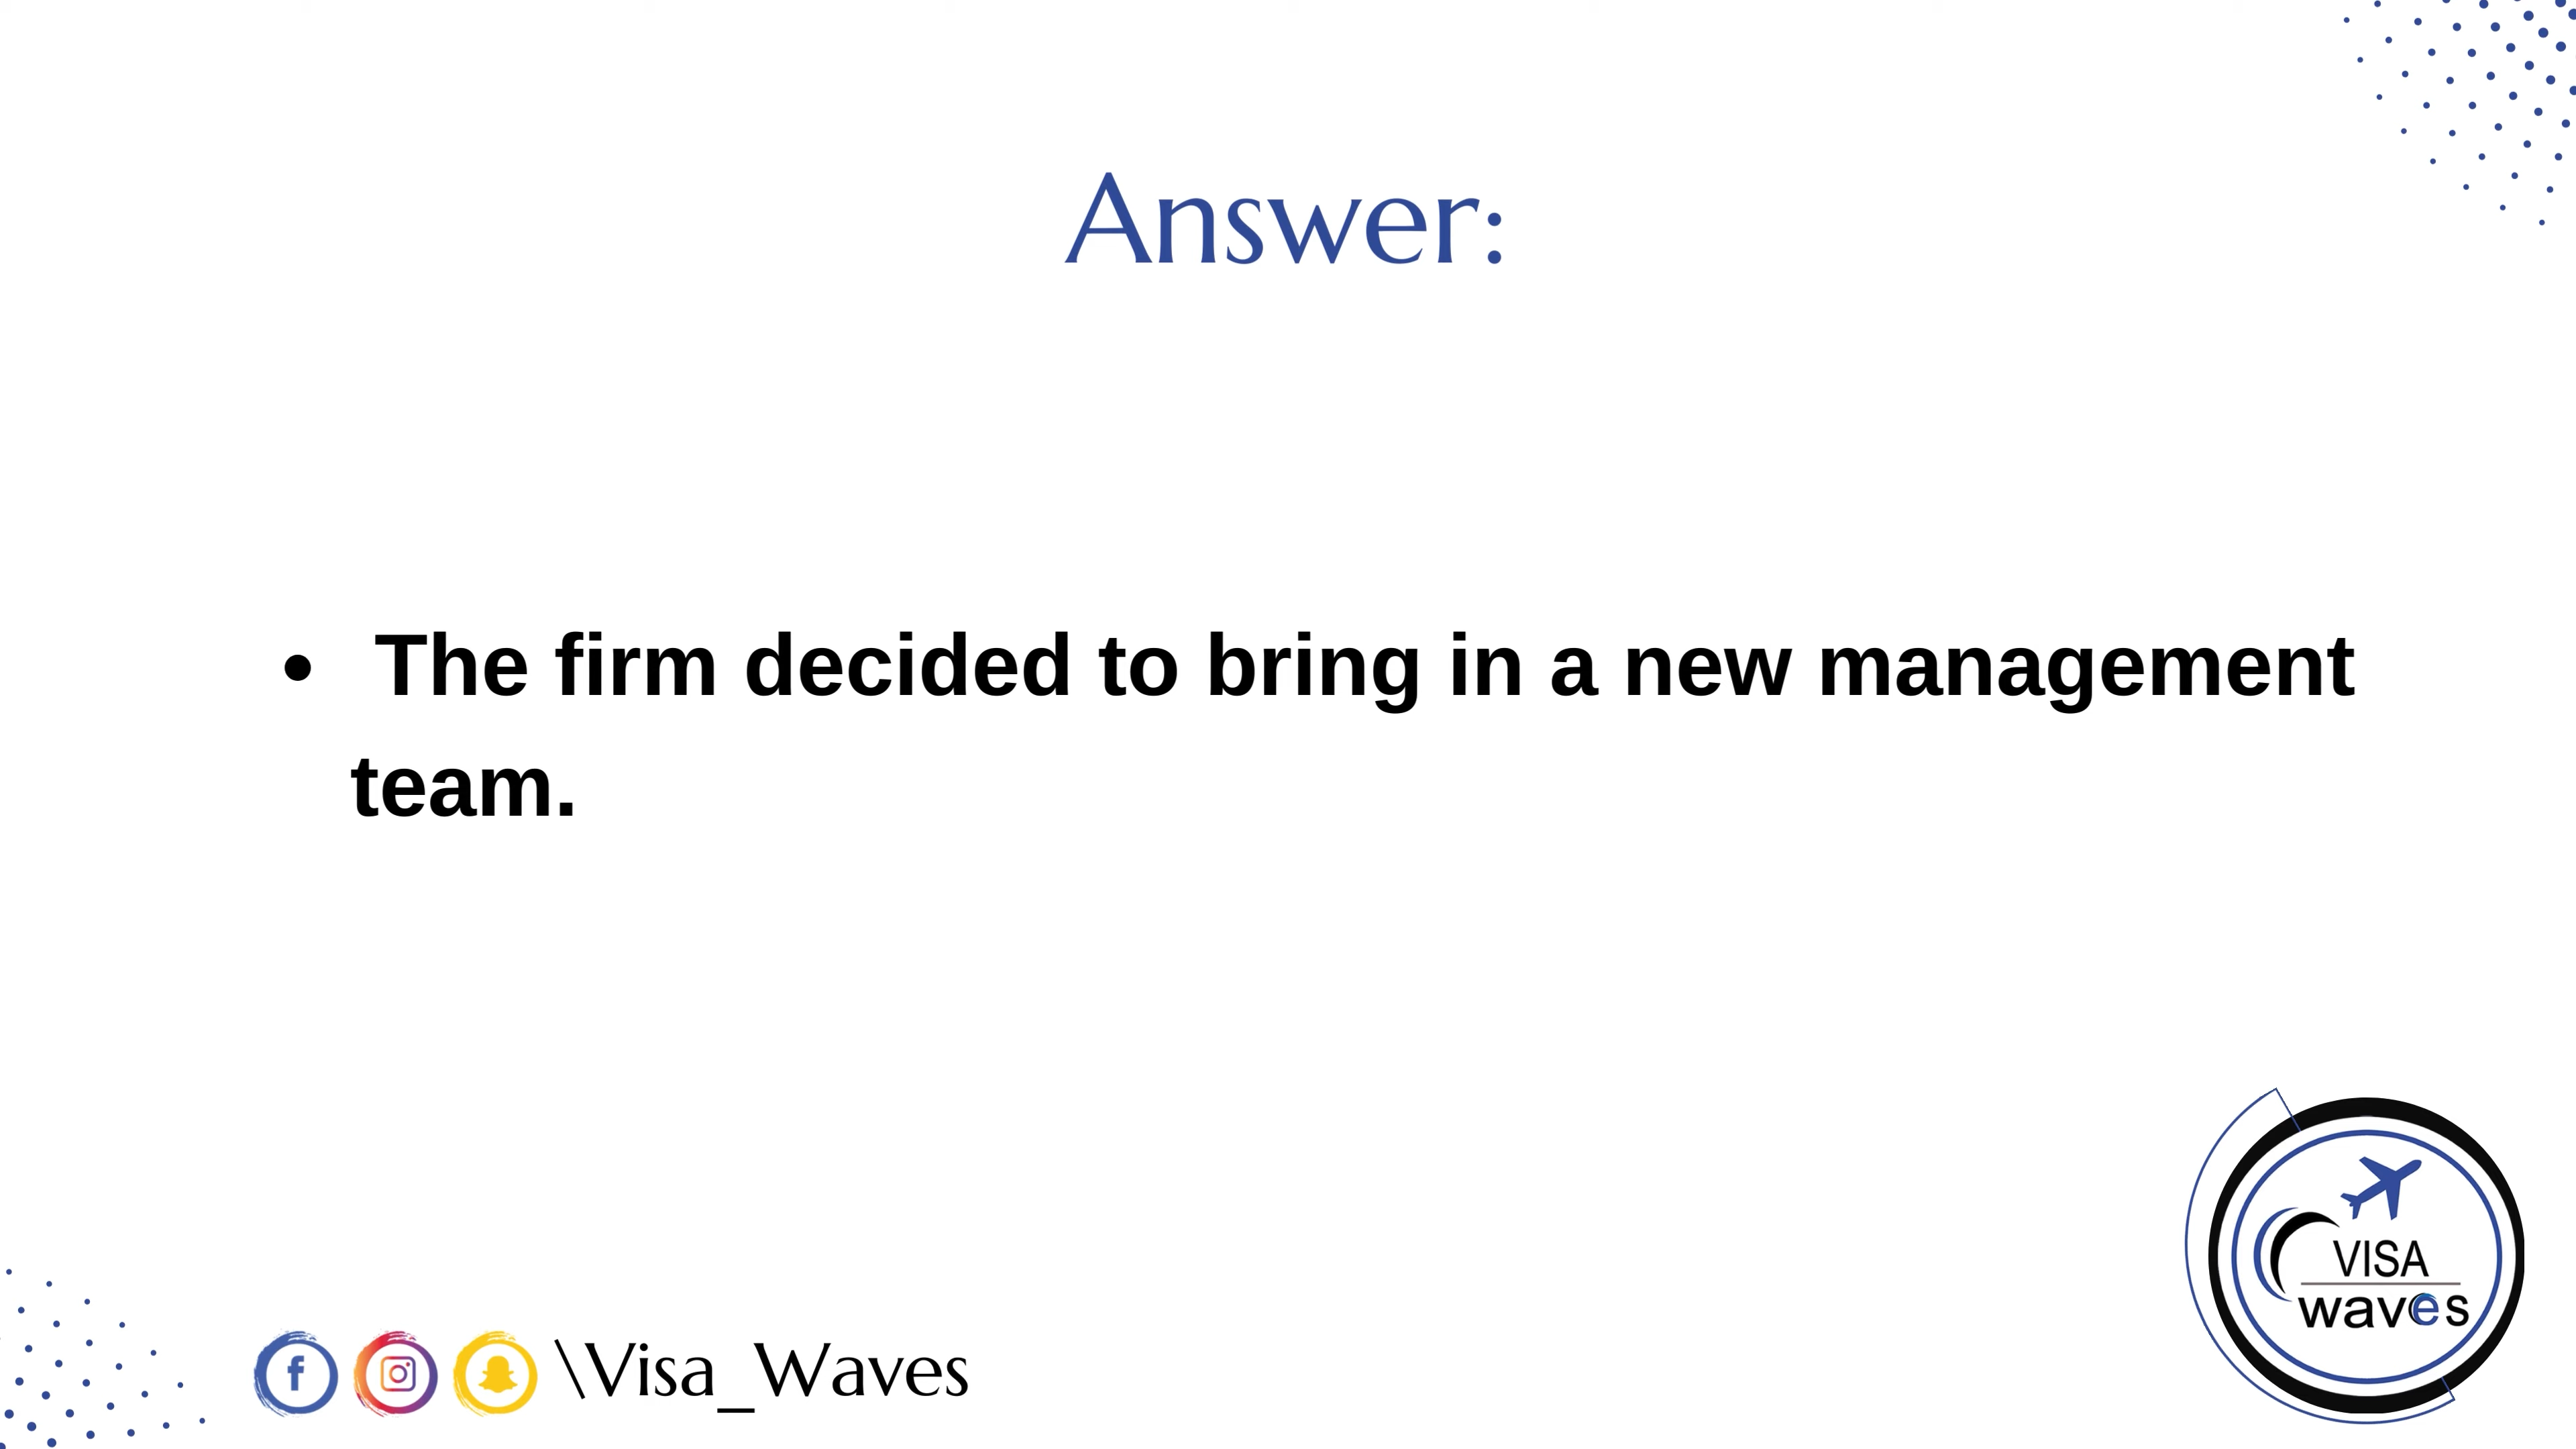 Answer:
• The firm decided to bring in a new management
team.
VISA
waves
\Visa_Waves